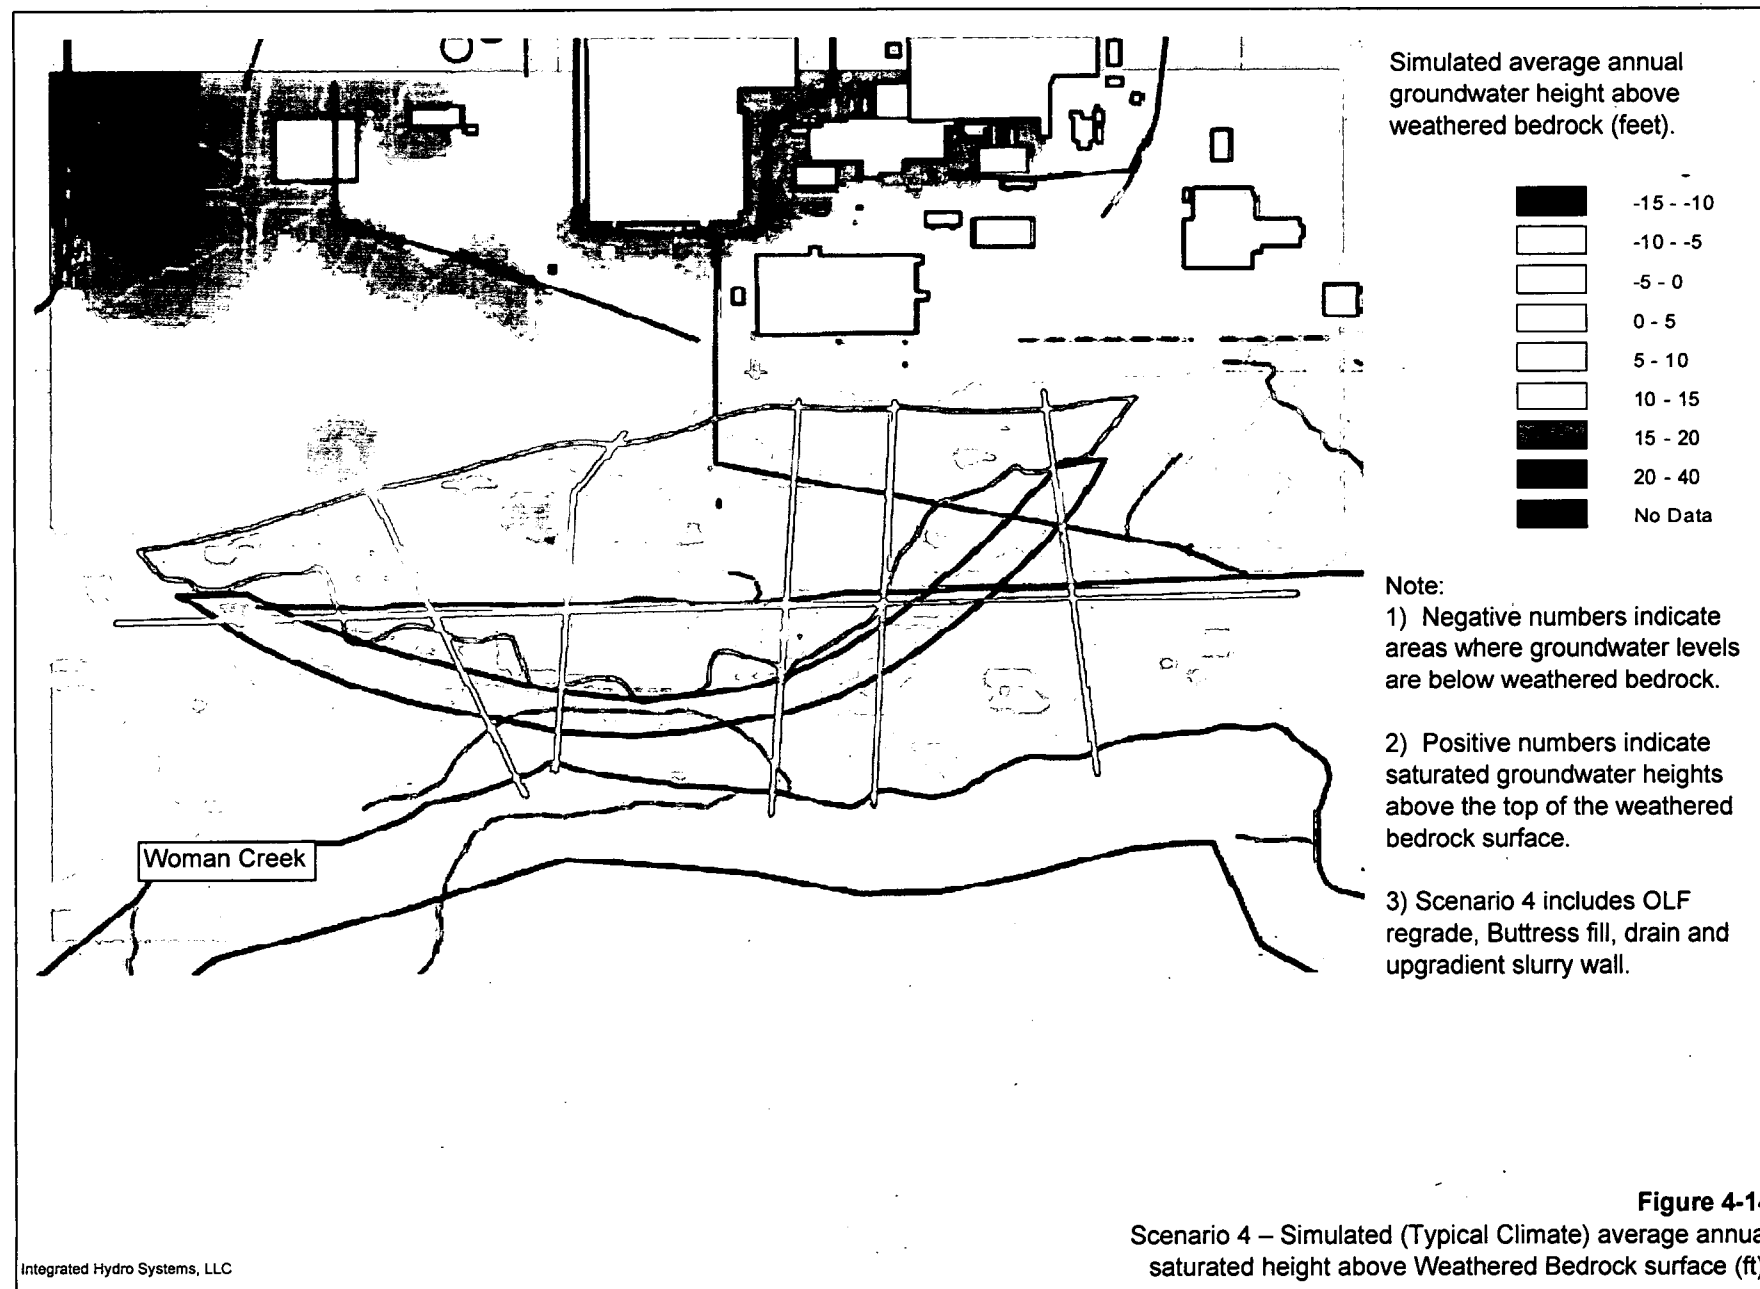 Simulated average annual
groundwater height above
weathered bedrock (feet).
-15 - -10
-10 - -5
-5 - 0
0 - 5
5 - 10
10 - 15
15 - 20
20 - 40
No Data
Note:
1) Negative numbers indicate
areas where groundwater levels
are below weathered bedrock.
2) Positive numbers indicate
saturated groundwater heights
above the top of the weathered
bedrock surface.
3) Scenario 4 includes OLF
regrade, Buttress fill, drain and
upgradient slurry wall.
Woman Creek
Figure 4-14
Scenario 4 – Simulated (Typical Climate) average annua
saturated height above Weathered Bedrock surface (ft)
Integrated Hydro Systems, LLC